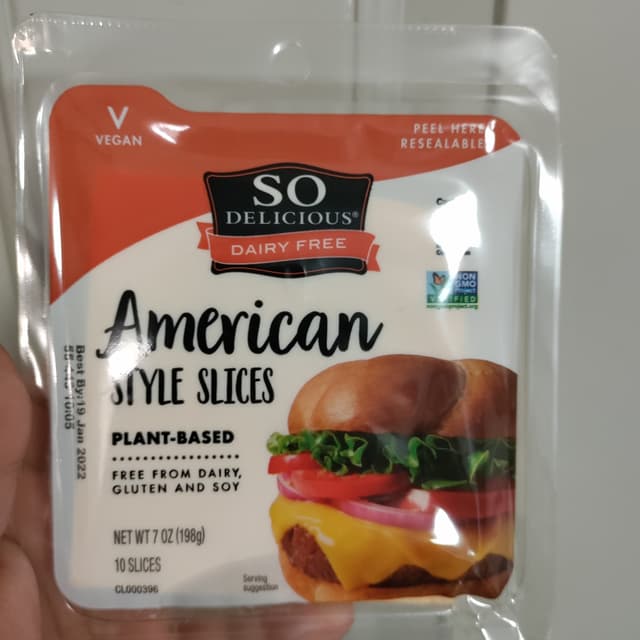 V
VEGAN
PEEL HERE
RESEALABLE
SO
DELICIOUS®
DAIRY FREE
NON
GMO
Project
VERIFIED
American
STYLE SLICES
PLANT-BASED
FREE FROM DAIRY,
GLUTEN AND SOY
NET WT 7 OZ (198g)
10 SLICES
CL000396
Serving
suggestion
Best By:19 Jan 2022